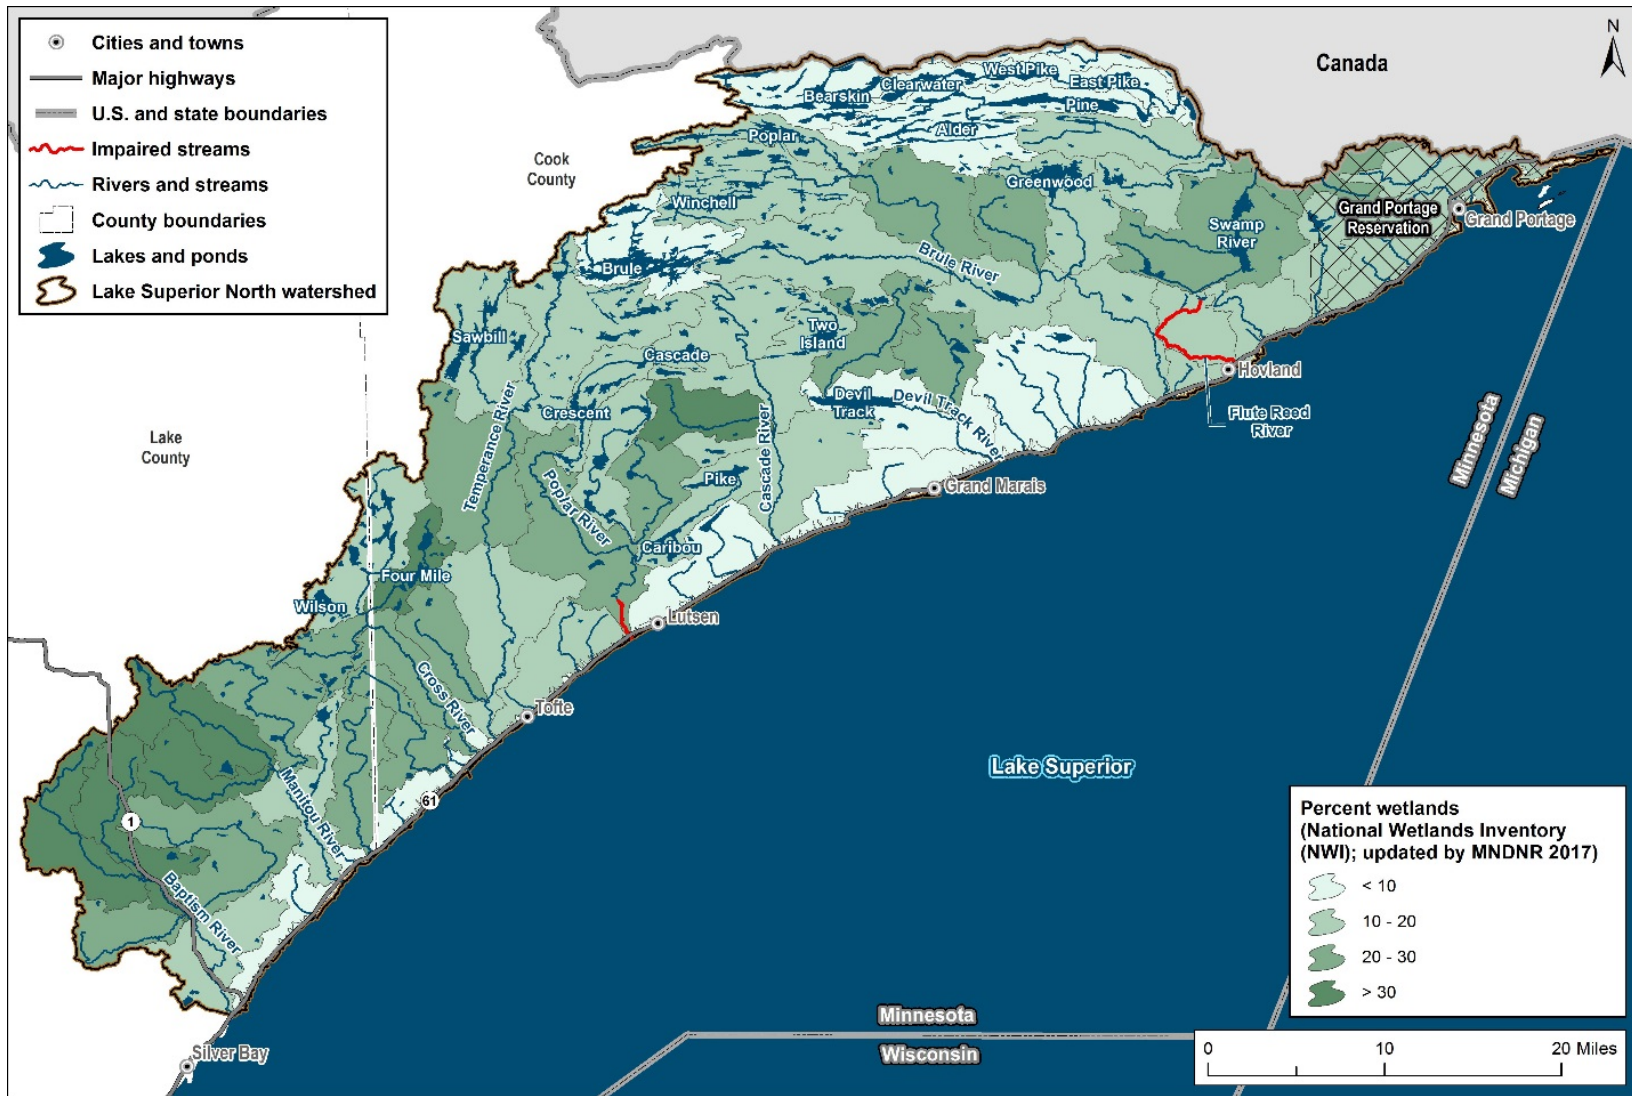 Cities and towns
Major highways
U.S. and state boundaries
Impaired streams
Rivers and streams
County boundaries
Lakes and ponds
Lake Superior North watershed
N
Canada
Cook
County
Lake
County
West Pike
Clearwater
East Pike
Bearskin
Pine
Alder
Poplar
Greenwood
Winchell
Grand Portage
Reservation
Grand Portage
Swamp
River
Brule River
Brule
Two
Island
Sawbill
Cascade
Hovland
Flute Reed
River
Devil
Track
Devil Track River
Crescent
Temperance River
Cascade River
Poplar River
Pike
Grand Marais
Minnesota
Michigan
Caribou
Four Mile
Wilson
Lutsen
Cross River
Tofte
Manitou River
Lake Superior
61
1
Baptism River
Silver Bay
Minnesota
Wisconsin
Percent wetlands
(National Wetlands Inventory
(NWI); updated by MNDNR 2017)
< 10
10 - 20
20 - 30
> 30
0 10 20 Miles